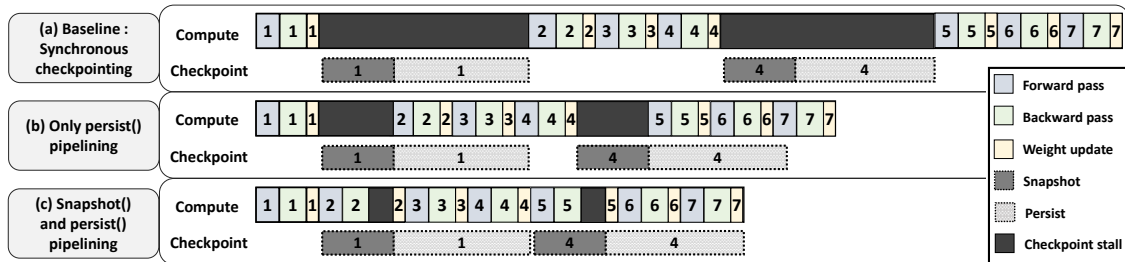 (a) Baseline :
Synchronous
checkpointing
Compute
1 1 1 2 2 2 3 3 3 4 4 4 5 5 5 6 6 6 7 7 7
Checkpoint
1 1 4 4
(b) Only persist()
pipelining
Compute
1 1 1 2 2 2 3 3 3 4 4 4 5 5 5 6 6 6 7 7 7
Checkpoint
1 1 4 4
(c) Snapshot()
and persist()
pipelining
Compute
1 1 1 2 2 2 3 3 3 4 4 4 5 5 5 6 6 6 7 7 7
Checkpoint
1 1 4 4
Forward pass
Backward pass
Weight update
Snapshot
Persist
Checkpoint stall